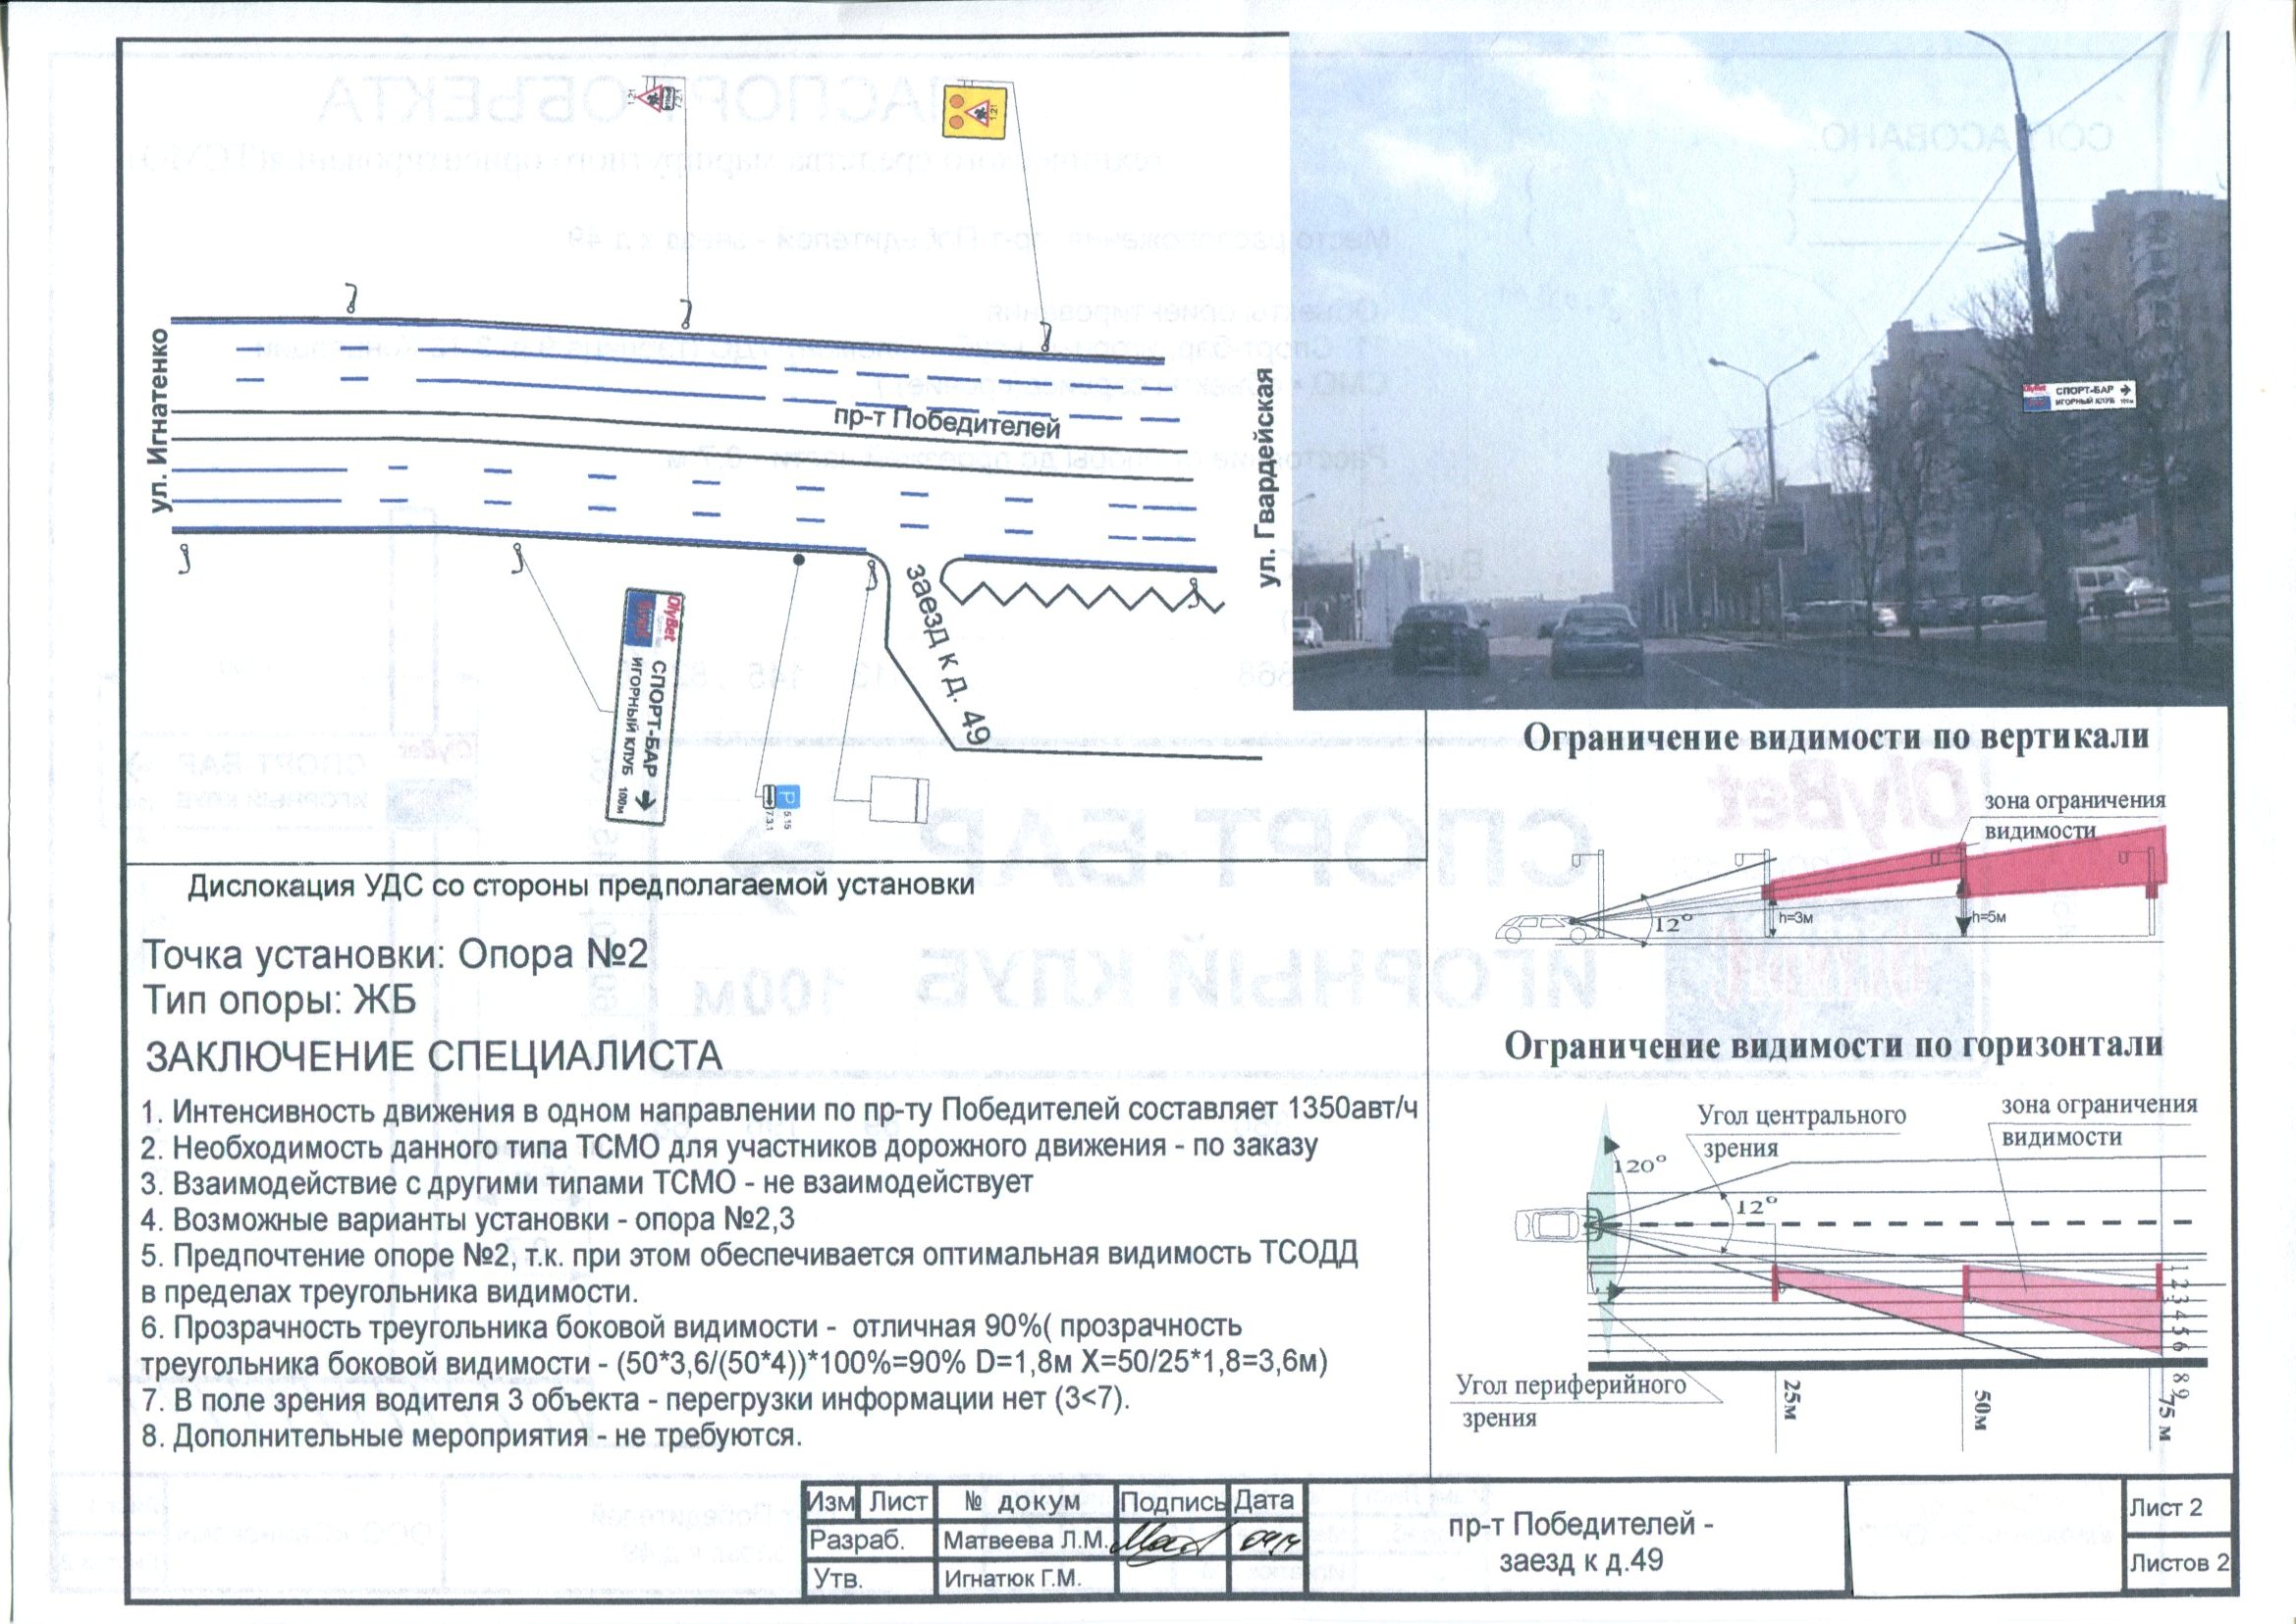 1.21
7.2.1
1.21
ул. Игнатенко
пр-т Победителей
ул. Гвардейская
заезд к д. 49
OlyBet
СПОРТ-БАР
ИГОРНЫЙ КЛУБ 100м
P
7.3.1
5.15
OlyBet
СПОРТ-БАР
ИГОРНЫЙ КЛУБ 100м
Дислокация УДС со стороны предполагаемой установки
Точка установки: Опора №2
Тип опоры: ЖБ
ЗАКЛЮЧЕНИЕ СПЕЦИАЛИСТА
1. Интенсивность движения в одном направлении по пр-ту Победителей составляет 1350авт/ч
2. Необходимость данного типа ТСМО для участников дорожного движения - по заказу
3. Взаимодействие с другими типами ТСМО - не взаимодействует
4. Возможные варианты установки - опора №2,3
5. Предпочтение опоре №2, т.к. при этом обеспечивается оптимальная видимость ТСОДД
в пределах треугольника видимости.
6. Прозрачность треугольника боковой видимости - отличная 90%( прозрачность
треугольника боковой видимости - (50*3,6/(50*4))*100%=90% D=1,8м X=50/25*1,8=3,6м)
7. В поле зрения водителя 3 объекта - перегрузки информации нет (3<7).
8. Дополнительные мероприятия - не требуются.
Ограничение видимости по вертикали
зона ограничения
видимости
12°
h=3м
h=5м
Ограничение видимости по горизонтали
Угол центрального
зрения
зона ограничения
видимости
120°
12°
1 2 3 4 5 6
8 9
Угол периферийного
зрения
25м
50м
75 м
Изм Лист № докум Подпись Дата
Разраб. Матвеева Л.М.
Утв. Игнатюк Г.М.
пр-т Победителей -
заезд к д.49
Лист 2
Листов 2